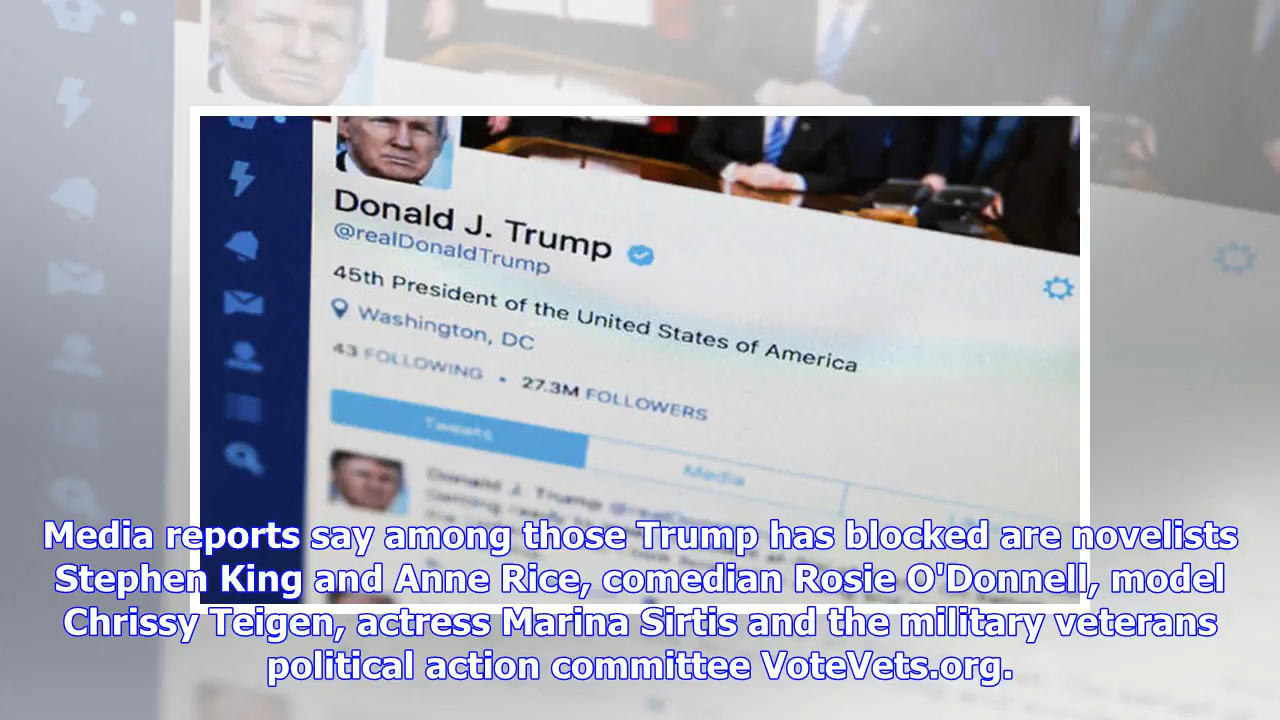 Donald J. Trump
@realDonaldTrump
45th President of the United States of America
Washington, DC
43 FOLLOWING • 27.3M FOLLOWERS
Tweets
Media
Donald J. Trump
Media reports say among those Trump has blocked are novelists
Stephen King and Anne Rice, comedian Rosie O'Donnell, model
Chrissy Teigen, actress Marina Sirtis and the military veterans
political action committee VoteVets.org.